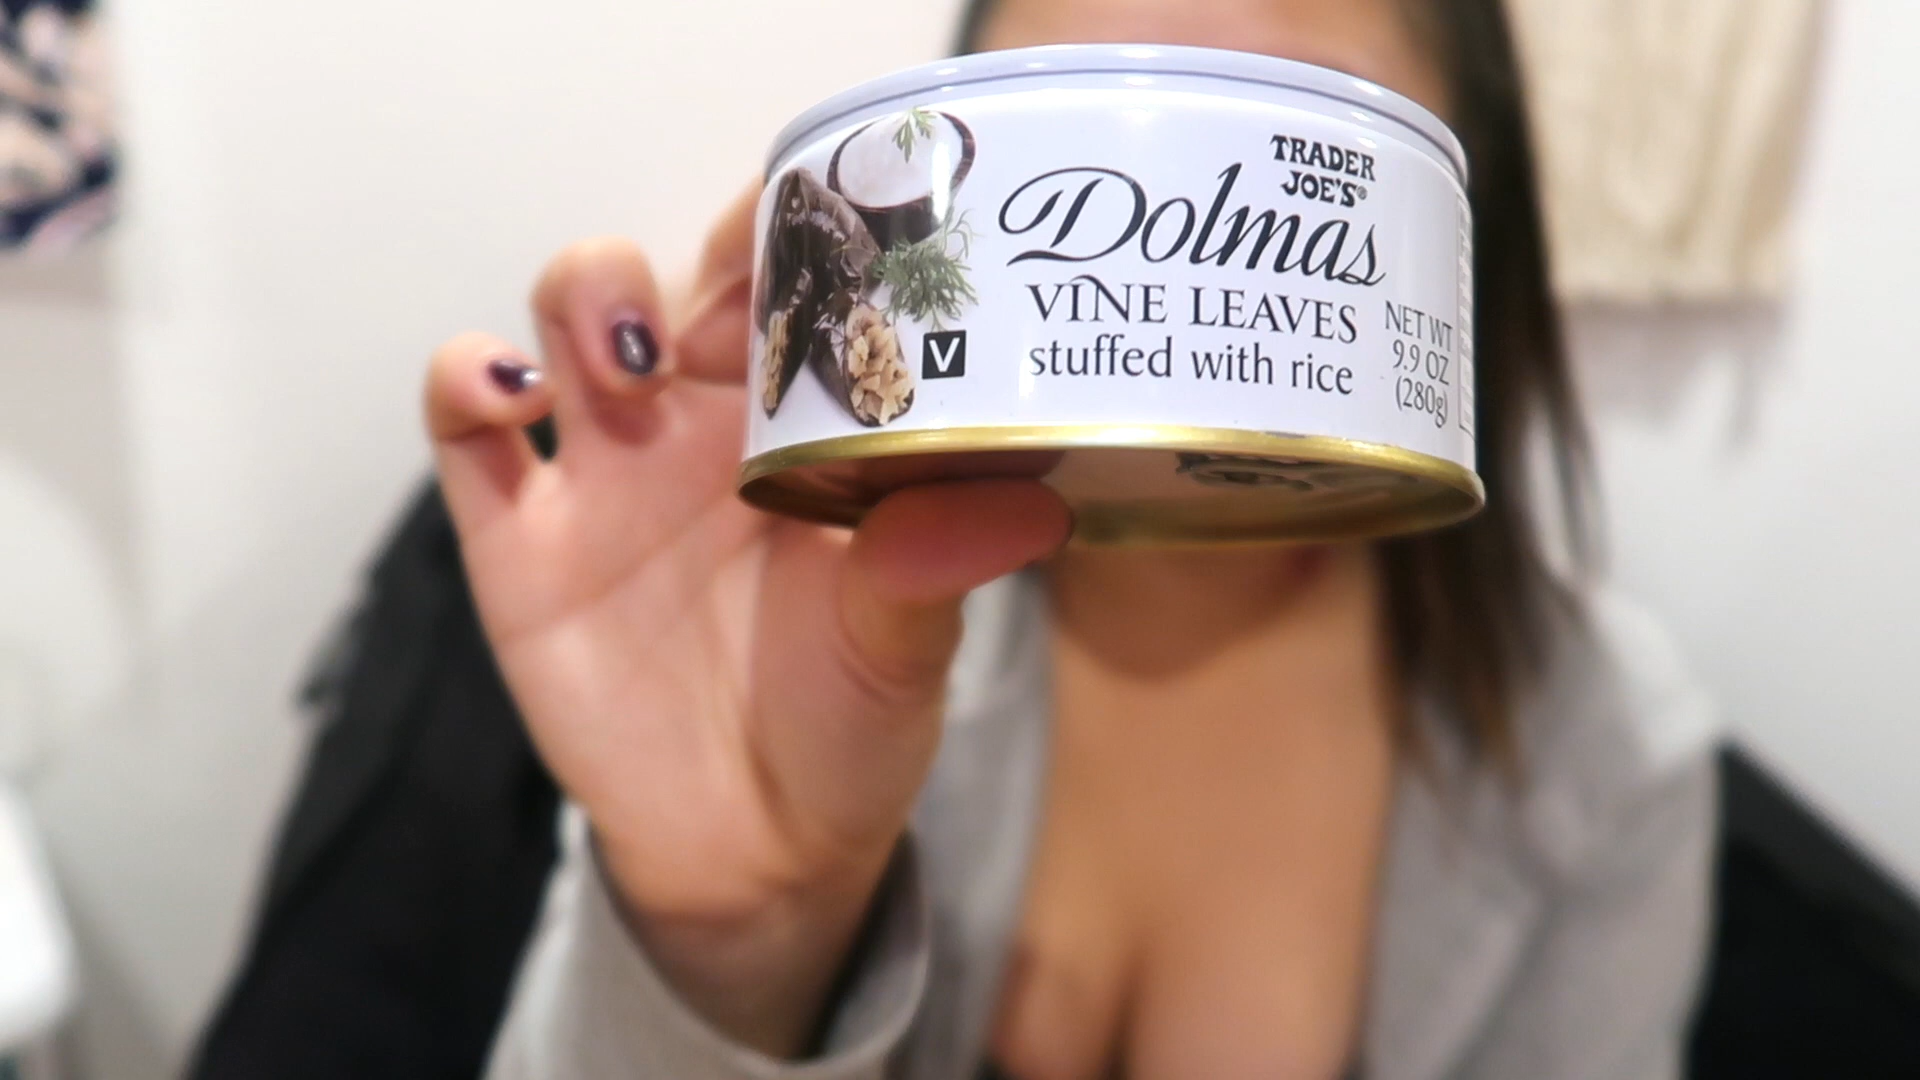 TRADER
JOE'S®
Dolmas
VINE LEAVES
stuffed with rice
V
NET WT
9.9 OZ
(280g)